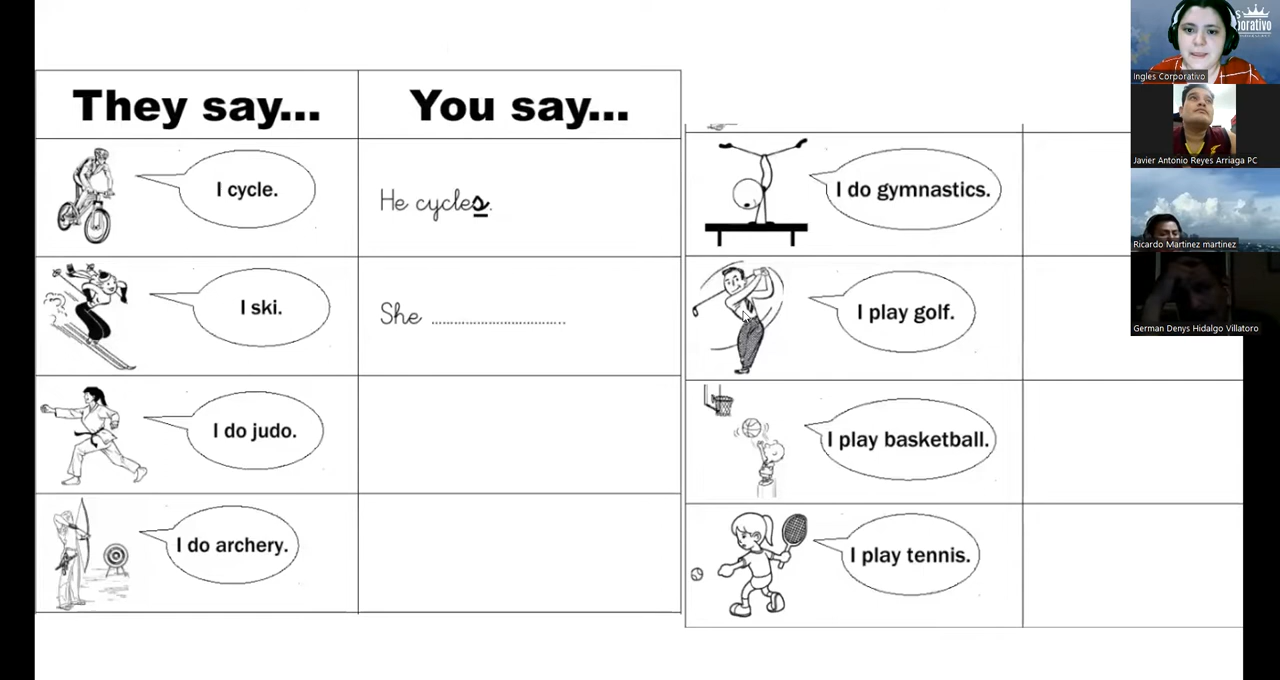 They say...
You say...
I cycle.
He cycles.
I ski.
She ................................
I do judo.
I do archery.
I do gymnastics.
I play golf.
I play basketball.
I play tennis.
Ingles Corporativo
Javier Antonio Reyes Arriaga PC
Ricardo Martinez martinez
German Denys Hidalgo Villatoro